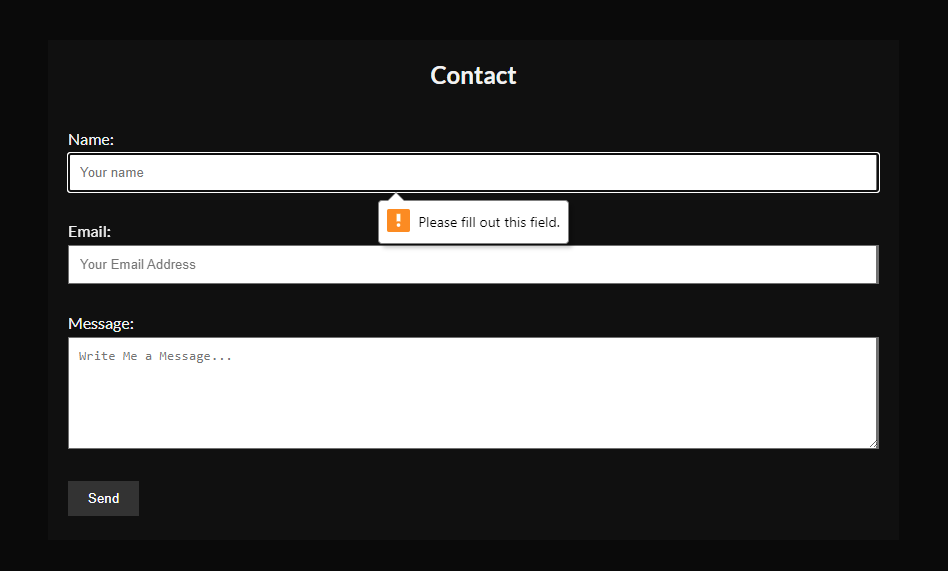 Contact
Name:
Your name
Please fill out this field.
Email:
Your Email Address
Message:
Write Me a Message...
Send